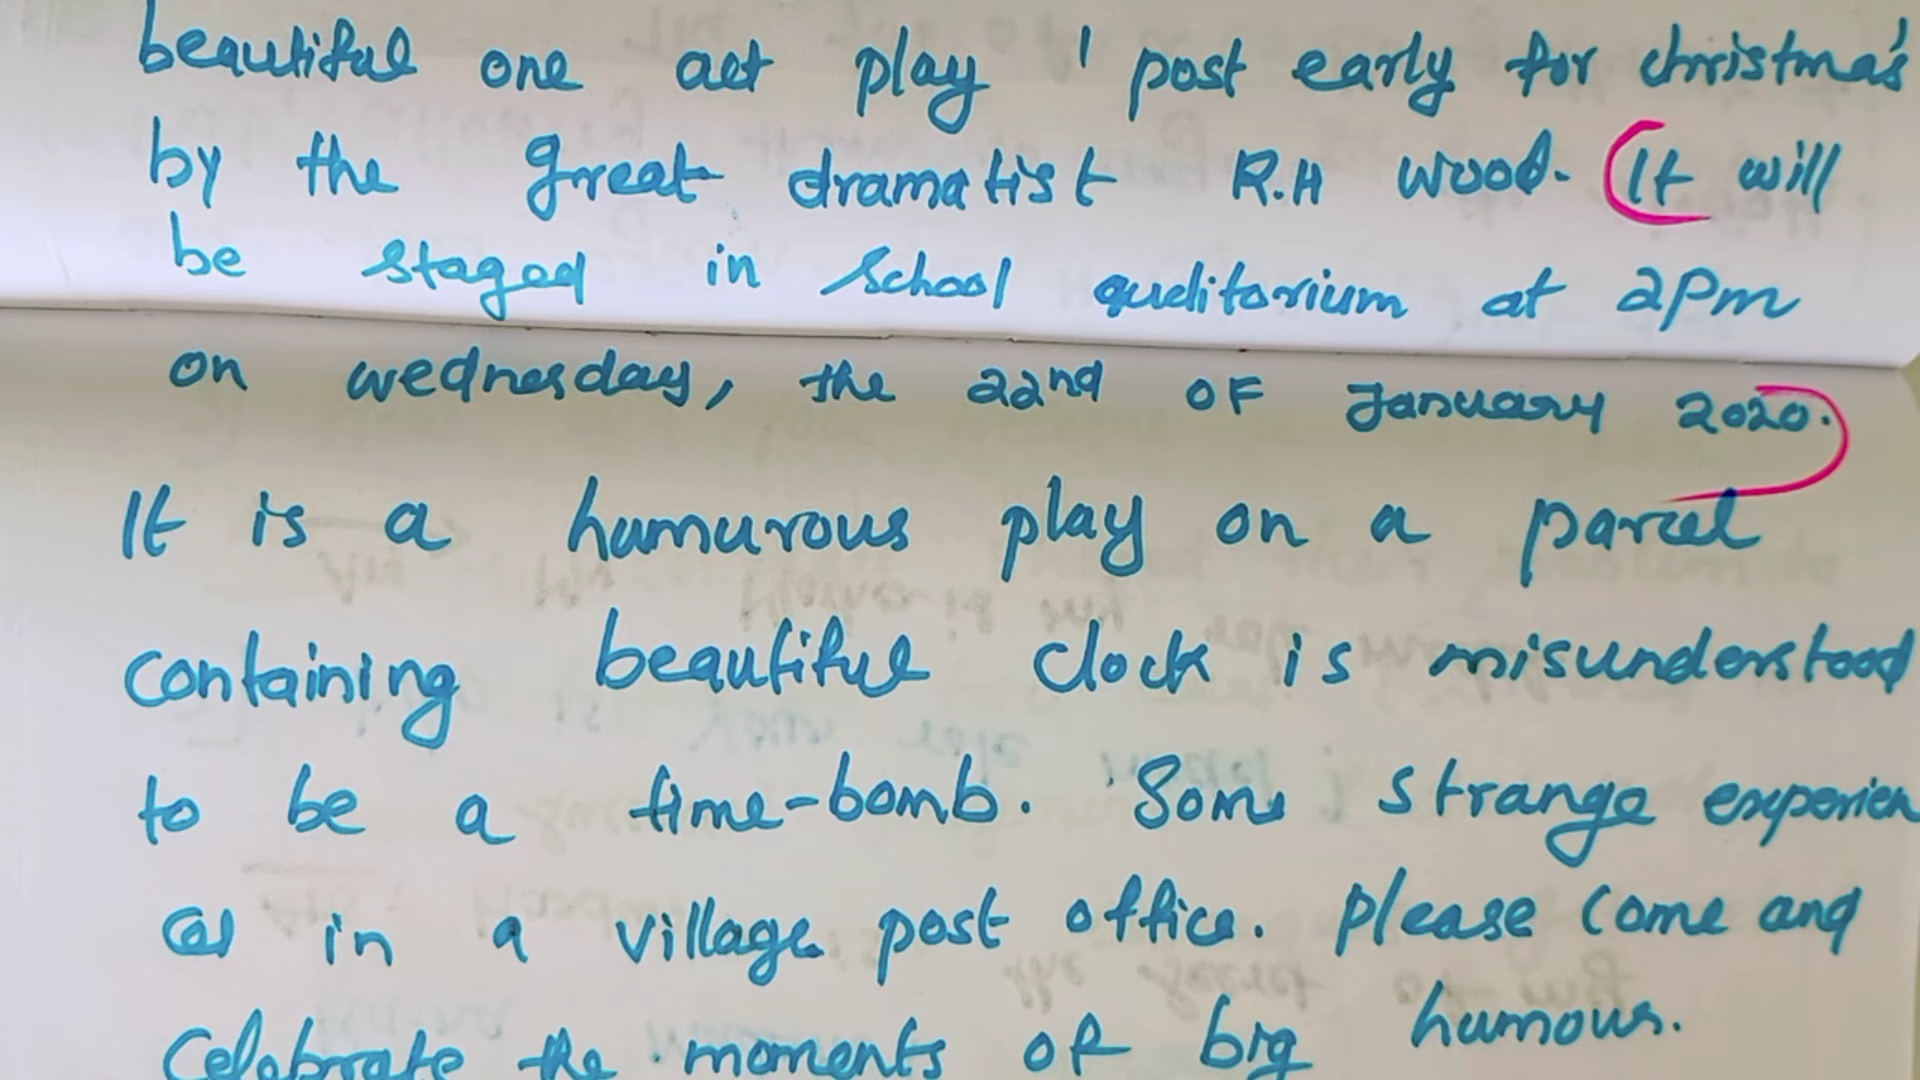 beautiful one act play 'post early for christmas'
by the great dramatist R.H wood. (It will
be staged in School auditorium at 2pm
on wednesday, the 22nd OF January 2020.)
It is a humurous play on a parcel
containing beautiful clock is misunderstood
to be a time-bomb. Some strange experien
ces in a village post office. please come and
celebrate the moments of big humous.